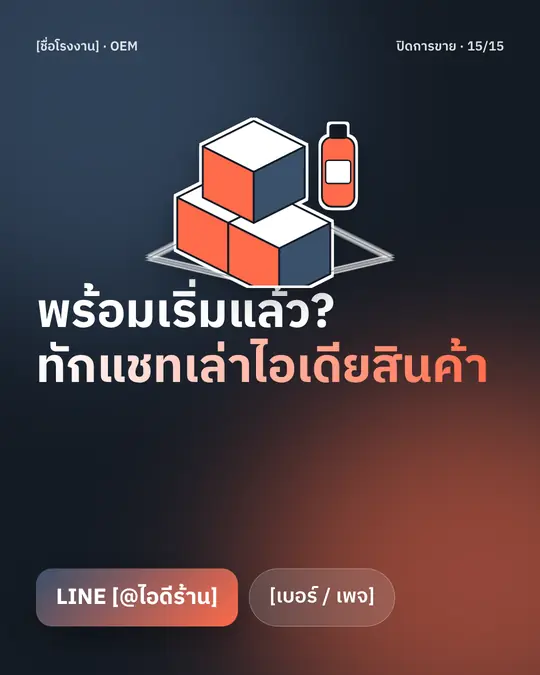 [ชื่อโรงงาน] · OEM
ปิดการขาย · 15/15
พร้อมเริ่มแล้ว?
ทักแชทเล่าไอเดียสินค้า
LINE [@ไอดีร้าน]
[เบอร์ / เพจ]